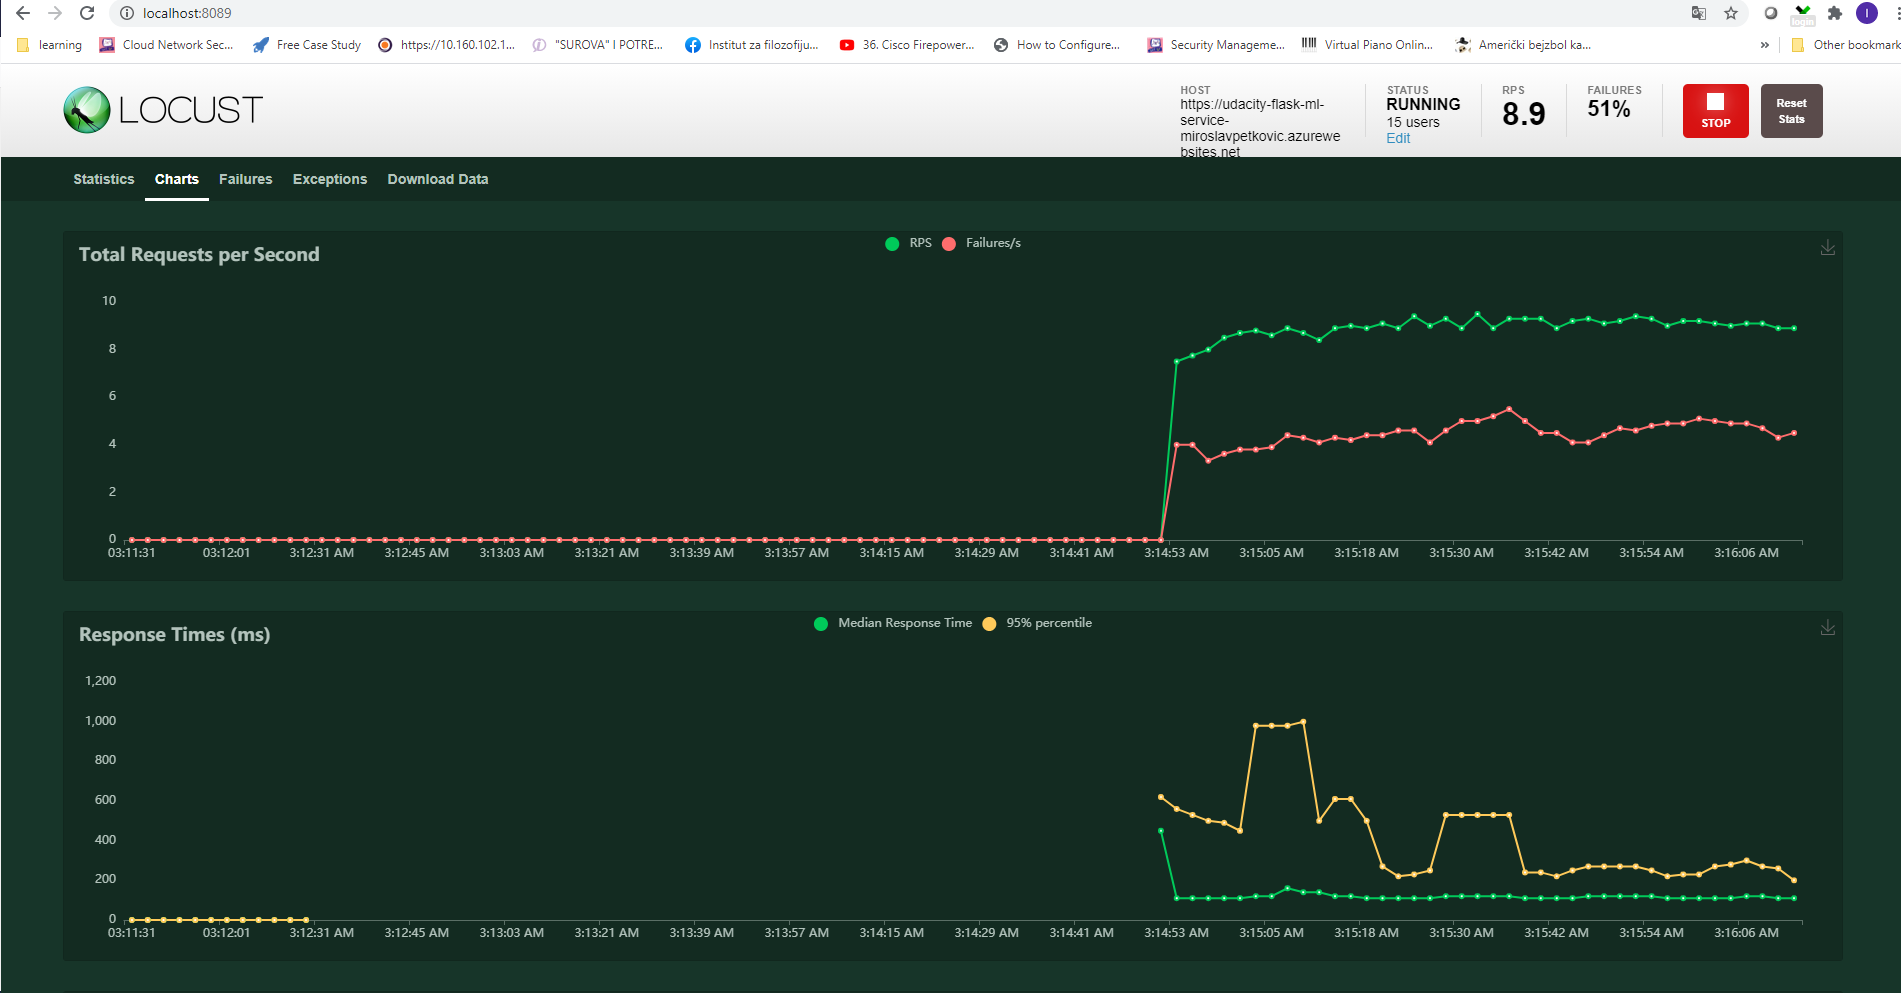 localhost:8089
learning Cloud Network Sec... Free Case Study https://10.160.102.1... "SUROVA" I POTRE... Institut za filozofiju... 36. Cisco Firepower... How to Configure... Security Manageme... Virtual Piano Onlin... Američki bejzbol ka... » Other bookmark
login
I
LOCUST
HOST
https://udacity-flask-ml-
service-
miroslavpetkovic.azurewe
bsites.net
STATUS
RUNNING
15 users
Edit
RPS
8.9
FAILURES
51%
STOP
Reset
Stats
Statistics Charts Failures Exceptions Download Data
Total Requests per Second
RPS Failures/s
10
8
6
4
2
0
03:11:31 03:12:01 3:12:31 AM 3:12:45 AM 3:13:03 AM 3:13:21 AM 3:13:39 AM 3:13:57 AM 3:14:15 AM 3:14:29 AM 3:14:41 AM 3:14:53 AM 3:15:05 AM 3:15:18 AM 3:15:30 AM 3:15:42 AM 3:15:54 AM 3:16:06 AM
Response Times (ms)
Median Response Time 95% percentile
1,200
1,000
800
600
400
200
0
03:11:31 03:12:01 3:12:31 AM 3:12:45 AM 3:13:03 AM 3:13:21 AM 3:13:39 AM 3:13:57 AM 3:14:15 AM 3:14:29 AM 3:14:41 AM 3:14:53 AM 3:15:05 AM 3:15:18 AM 3:15:30 AM 3:15:42 AM 3:15:54 AM 3:16:06 AM